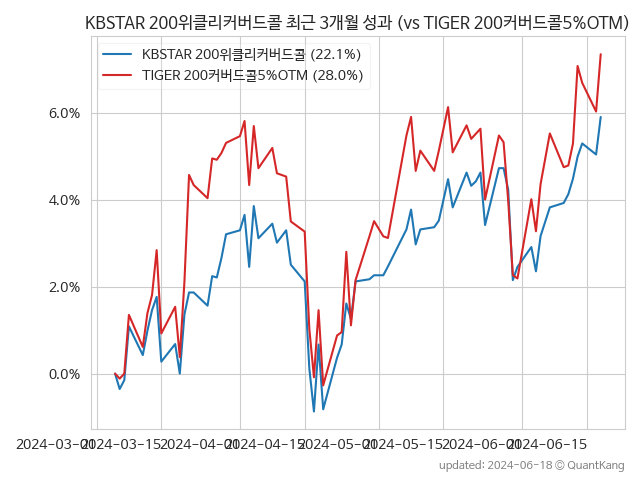 KBSTAR 200위클리커버드콜 최근 3개월 성과 (vs TIGER 200커버드콜5%OTM)
KBSTAR 200위클리커버드콜 (22.1%)
TIGER 200커버드콜5%OTM (28.0%)
6.0%
4.0%
2.0%
0.0%
2024-03-01 2024-03-15 2024-04-01 2024-04-15 2024-05-01 2024-05-15 2024-06-01 2024-06-15
updated: 2024-06-18 © QuantKang